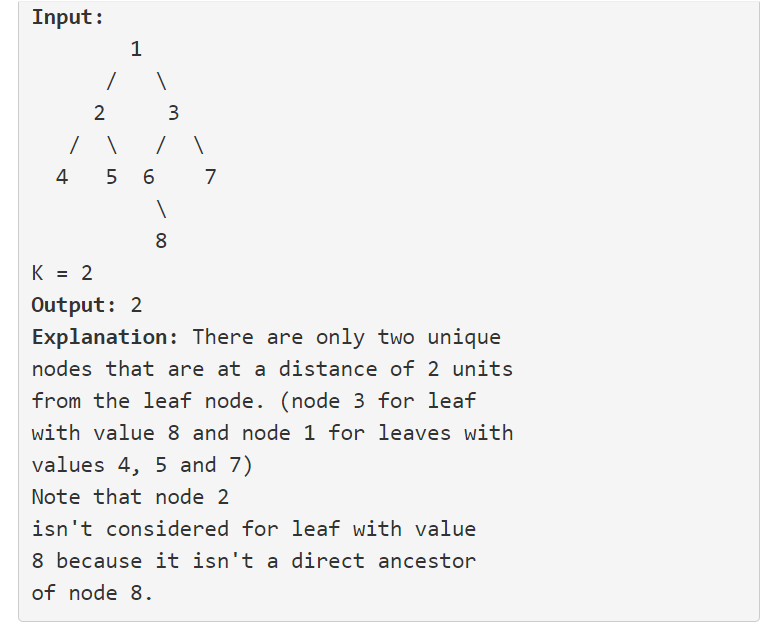 Input:
1
/ \
2 3
/ \ / \
4 5 6 7
\
8
K = 2
Output: 2
Explanation: There are only two unique
nodes that are at a distance of 2 units
from the leaf node. (node 3 for leaf
with value 8 and node 1 for leaves with
values 4, 5 and 7)
Note that node 2
isn't considered for leaf with value
8 because it isn't a direct ancestor
of node 8.